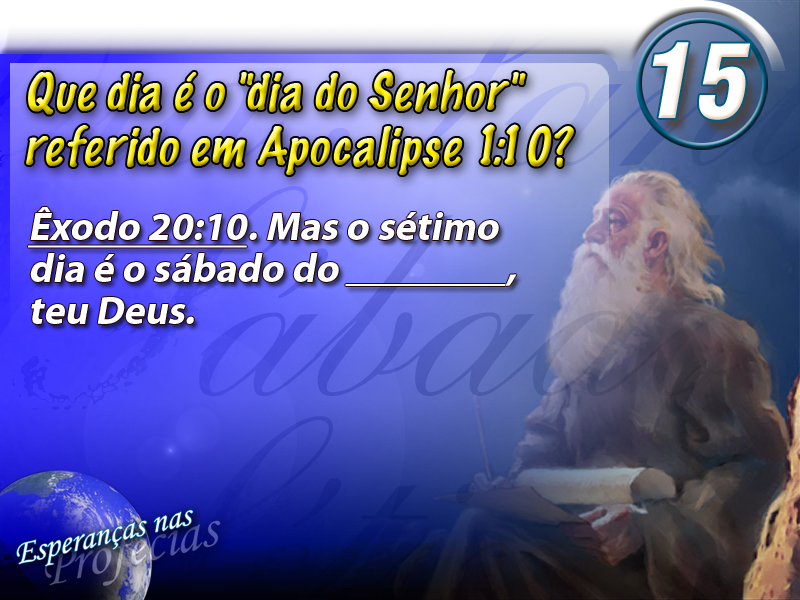 15
Que dia é o "dia do Senhor"
referido em Apocalipse 1:10?
Êxodo 20:10. Mas o sétimo
dia é o sábado do ________,
teu Deus.
Esperanças nas
Profecias